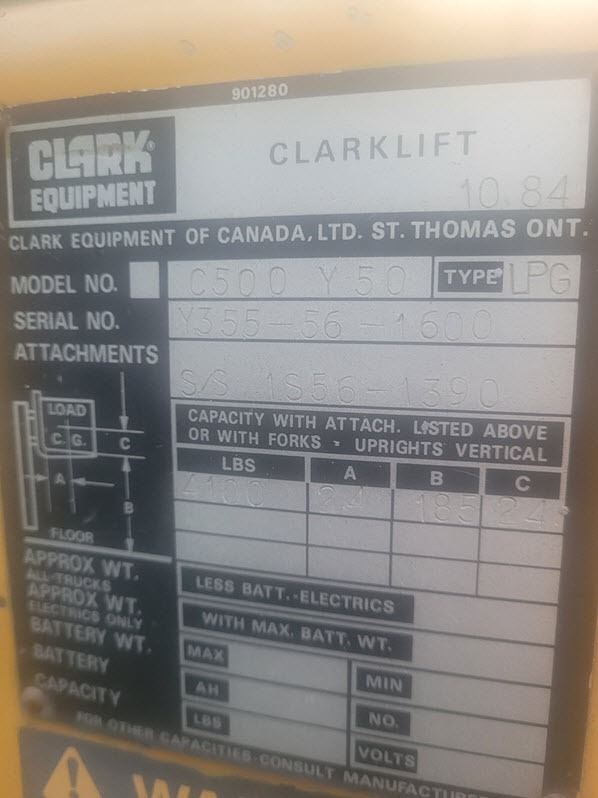 901280
CLARK®
EQUIPMENT
CLARKLIFT
10.84
CLARK EQUIPMENT OF CANADA, LTD. ST. THOMAS ONT.
MODEL NO. C500 Y50 TYPE LPG
SERIAL NO. Y355-56-1600
ATTACHMENTS
S/S 1S56-1390
LOAD
C. G.
C
A
B
FLOOR
CAPACITY WITH ATTACH. LISTED ABOVE
OR WITH FORKS - UPRIGHTS VERTICAL
LBS A B C
4100 24 185 24
APPROX WT.
ALL TRUCKS
LESS BATT.-ELECTRICS
APPROX WT.
ELECTRICS ONLY
WITH MAX. BATT. WT.
BATTERY WT.
MAX MIN
BATTERY
AH NO.
CAPACITY
LBS VOLTS
FOR OTHER CAPACITIES-CONSULT MANUFACTURE